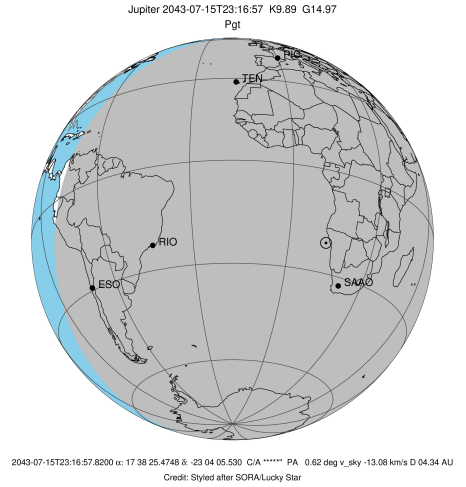 Jupiter 2043-07-15T23:16:57 K9.89 G14.97
Pgt
PIC
TEN
RIO
ESO
SAAO
2043-07-15T23:16:57.8200 α: 17 38 25.4748 δ: -23 04 05.530 C/A *****" PA 0.62 deg v_sky -13.08 km/s D 04.34 AU
Credit: Styled after SORA/Lucky Star